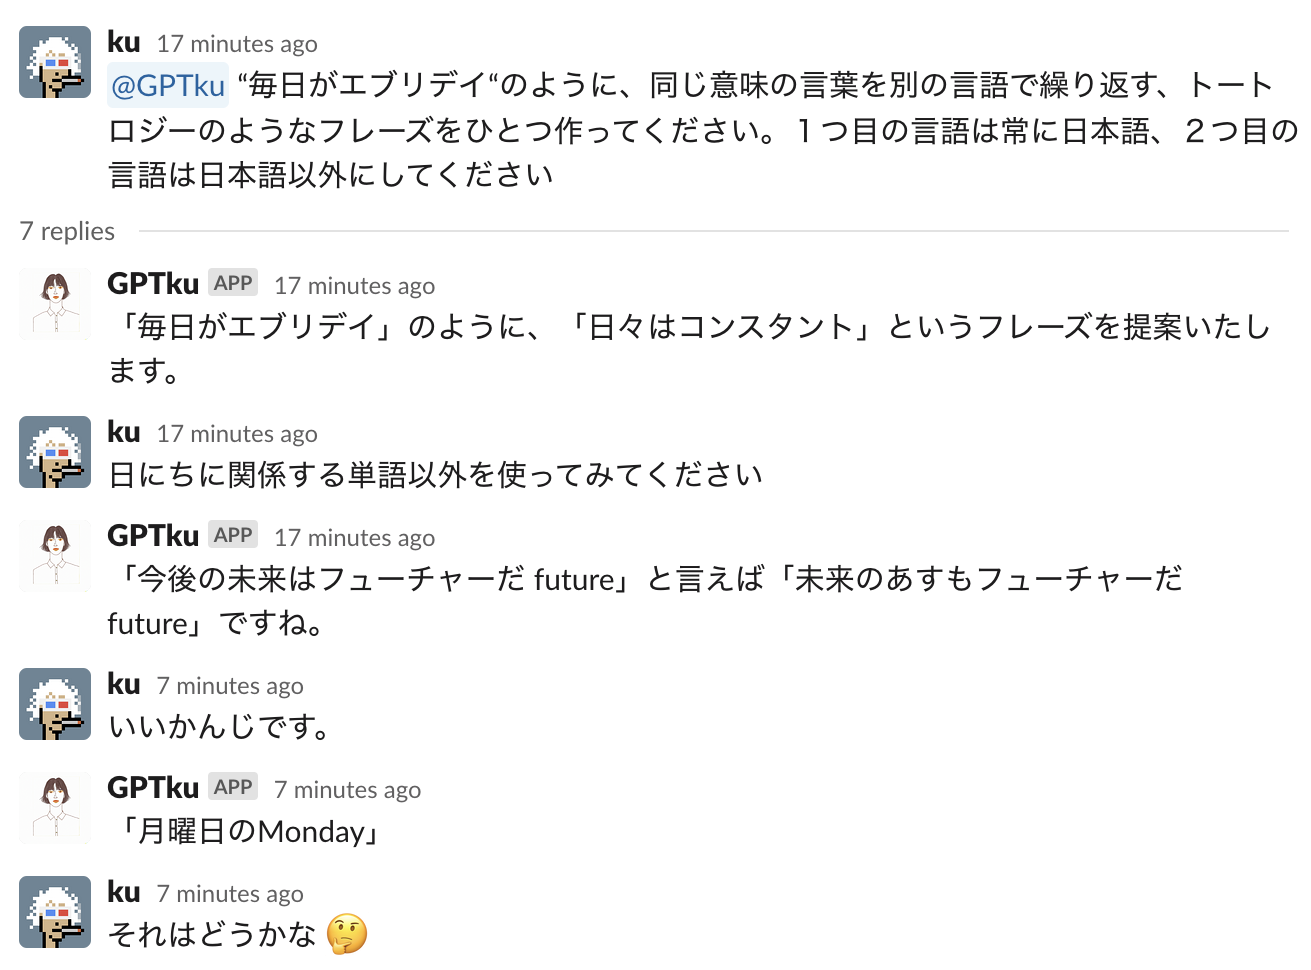 ku 17 minutes ago
@GPTku “毎日がエブリデイ“のように、同じ意味の言葉を別の言語で繰り返す、トート
ロジーのようなフレーズをひとつ作ってください。１つ目の言語は常に日本語、２つ目の
言語は日本語以外にしてください
7 replies
GPTku APP 17 minutes ago
「毎日がエブリデイ」のように、「日々はコンスタント」というフレーズを提案いたし
ます。
ku 17 minutes ago
日にちに関係する単語以外を使ってみてください
GPTku APP 17 minutes ago
「今後の未来はフューチャーだ future」と言えば「未来のあすもフューチャーだ
future」ですね。
ku 7 minutes ago
いいかんじです。
GPTku APP 7 minutes ago
「月曜日のMonday」
ku 7 minutes ago
それはどうかな 🤔